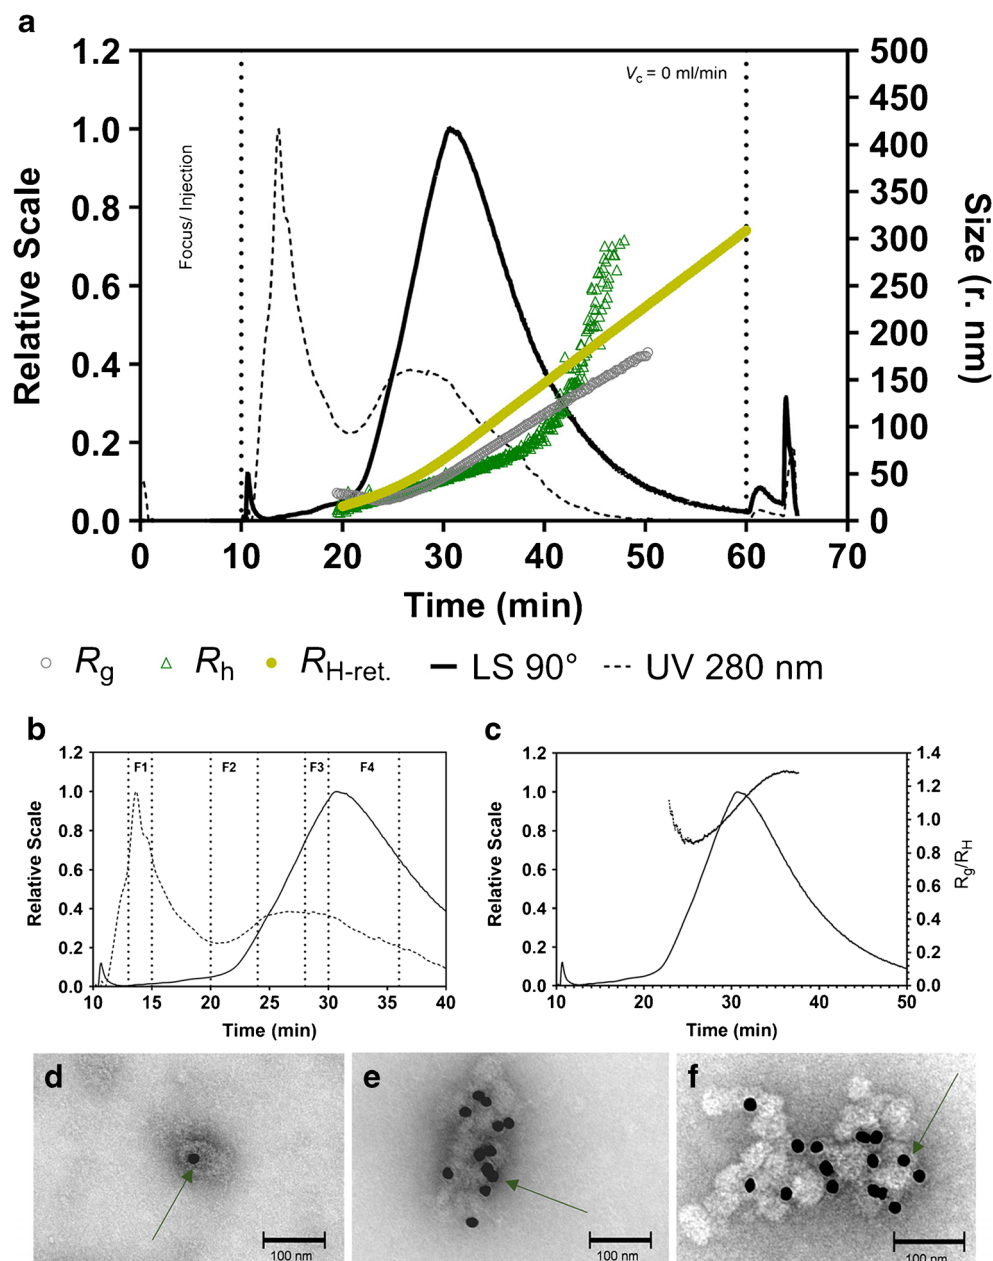 a
1.2
1.0
0.8
0.6
0.4
0.2
0.0
Relative Scale
Focus/ Injection
Vc = 0 ml/min
500
450
400
350
300
250
200
150
100
50
0
Size (r. nm)
0 10 20 30 40 50 60 70
Time (min)
Rg Rh RH-ret. LS 90° UV 280 nm
b
1.2
1.0
0.8
0.6
0.4
0.2
0.0
Relative Scale
F1 F2 F3 F4
10 15 20 25 30 35 40
Time (min)
c
1.2
1.0
0.8
0.6
0.4
0.2
0.0
Relative Scale
1.4
1.2
1.0
0.8
0.6
0.4
0.2
0.0
Rg/RH
10 20 30 40 50
Time (min)
d
100 nm
e
100 nm
f
100 nm